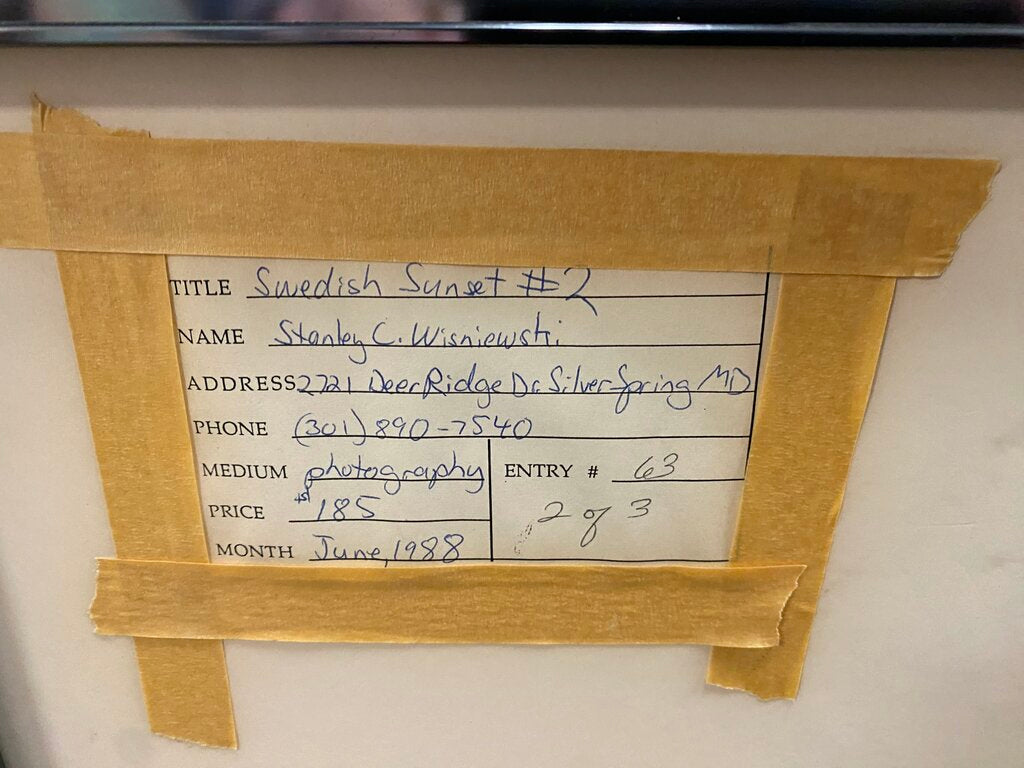 TITLE Swedish Sunset #2
NAME Stanley C. Wisniewski
ADDRESS 2721 Deer Ridge Dr Silver Spring MD
PHONE (301) 890-7540
MEDIUM photography
ENTRY # 63
PRICE $185
2 of 3
MONTH June, 1988